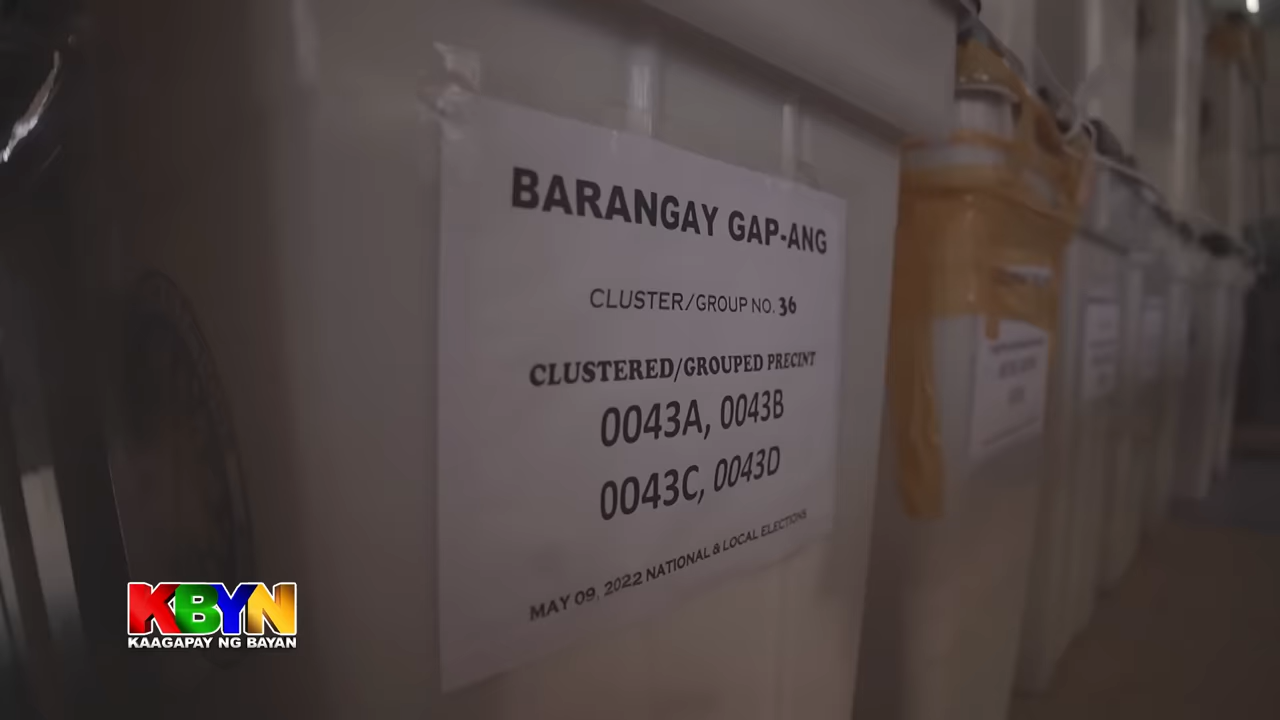 BARANGAY GAP-ANG
CLUSTER/GROUP NO. 36
CLUSTERED/GROUPED PRECINT
0043A, 0043B
0043C, 0043D
MAY 09, 2022 NATIONAL & LOCAL ELECTIONS
KBYN
KAAGAPAY NG BAYAN